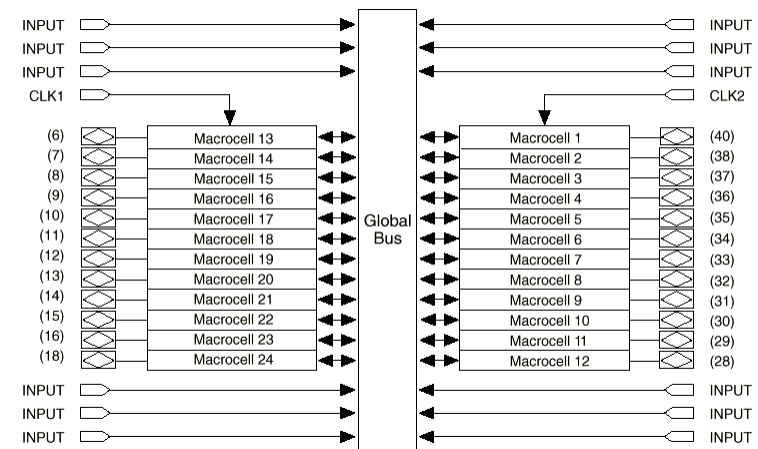 INPUT INPUT
INPUT INPUT
INPUT INPUT
CLK1 CLK2
(6) Macrocell 13 Macrocell 1 (40)
(7) Macrocell 14 Macrocell 2 (38)
(8) Macrocell 15 Macrocell 3 (37)
(9) Macrocell 16 Macrocell 4 (36)
(10) Macrocell 17 Global Macrocell 5 (35)
(11) Macrocell 18 Bus Macrocell 6 (34)
(12) Macrocell 19 Macrocell 7 (33)
(13) Macrocell 20 Macrocell 8 (32)
(14) Macrocell 21 Macrocell 9 (31)
(15) Macrocell 22 Macrocell 10 (30)
(16) Macrocell 23 Macrocell 11 (29)
(18) Macrocell 24 Macrocell 12 (28)
INPUT INPUT
INPUT INPUT
INPUT INPUT